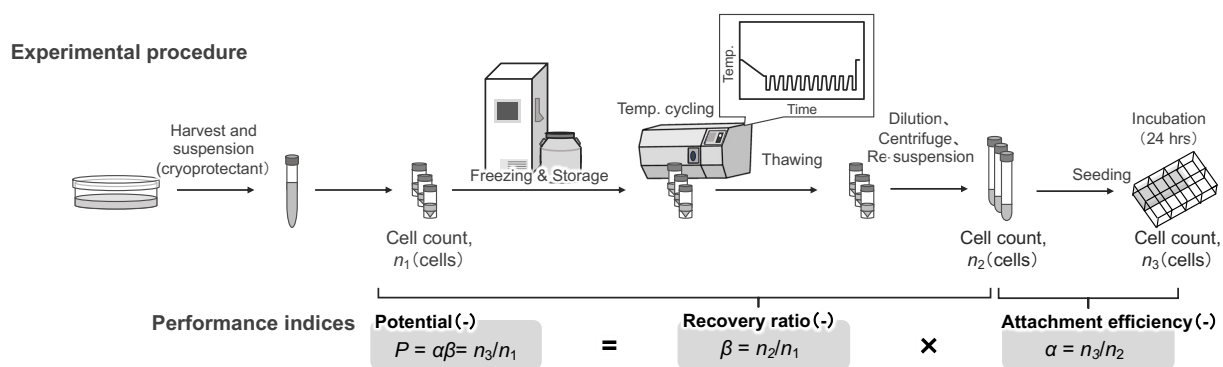 Experimental procedure
Harvest and
suspension
(cryoprotectant)
Freezing & Storage
Temp. cycling
Temp.
Time
Thawing
Dilution、
Centrifuge、
Re-suspension
Seeding
Incubation
（24 hrs）
Cell count,
n₁（cells）
Cell count,
n₂（cells）
Cell count,
n₃（cells）
Performance indices
Potential（-）
P = αβ= n₃/n₁
=
Recovery ratio（-）
β = n₂/n₁
×
Attachment efficiency（-）
α = n₃/n₂